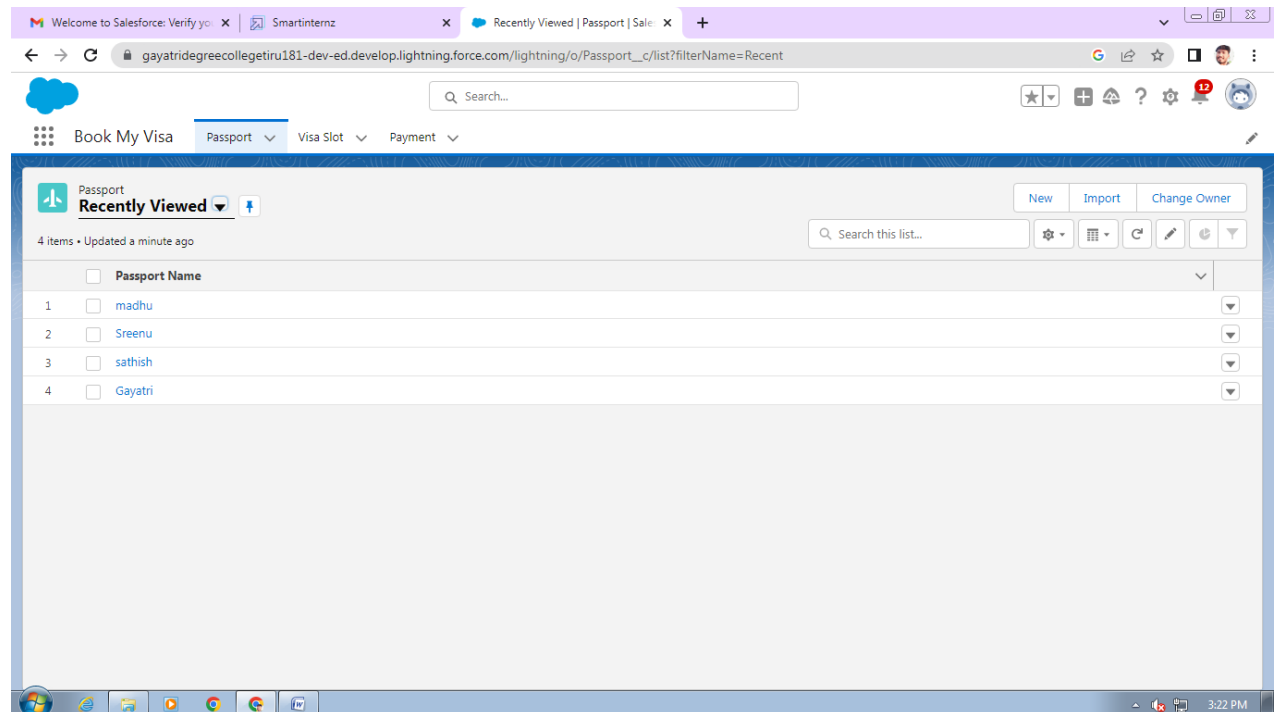 Welcome to Salesforce: Verify you
Smartinternz
Recently Viewed | Passport | Sales
gayatridegreecollegetiru181-dev-ed.develop.lightning.force.com/lightning/o/Passport__c/list?filterName=Recent
G
Search...
12
Book My Visa Passport Visa Slot Payment
Passport
Recently Viewed
New Import Change Owner
4 items • Updated a minute ago
Search this list...
Passport Name
1 madhu
2 Sreenu
3 sathish
4 Gayatri
3:22 PM